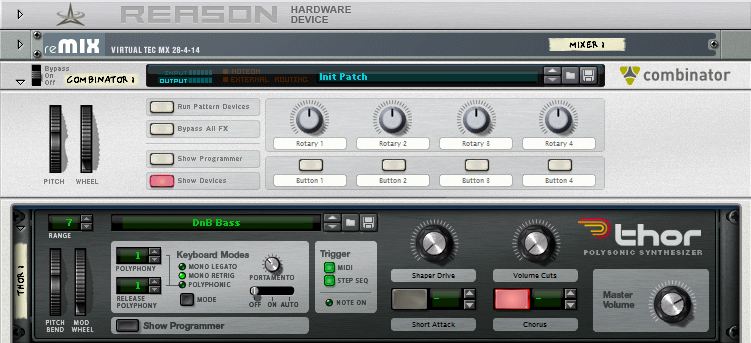 REASON
HARDWARE
DEVICE
reMIX
VIRTUAL TEC MX 28-4-14
MIXER 1
Bypass
On
Off
COMBINATOR 1
INPUT
OUTPUT
MOTEON
EXTERNAL ROUTING
Init Patch
combinator
Run Pattern Devices
Bypass All FX
Show Programmer
Show Devices
PITCH
WHEEL
Rotary 1
Rotary 2
Rotary 3
Rotary 4
Button 1
Button 2
Button 3
Button 4
THOR 1
7
RANGE
DnB Bass
thor
POLYSONIC SYNTHESIZER
1
POLYPHONY
1
RELEASE
POLYPHONY
Keyboard Modes
MONO LEGATO
MONO RETRIG
POLYPHONIC
MODE
PORTAMENTO
OFF ON AUTO
Trigger
MIDI
STEP SEQ
NOTE ON
Shaper Drive
Volume Cuts
Short Attack
Chorus
Master
Volume
PITCH
BEND
MOD
WHEEL
Show Programmer